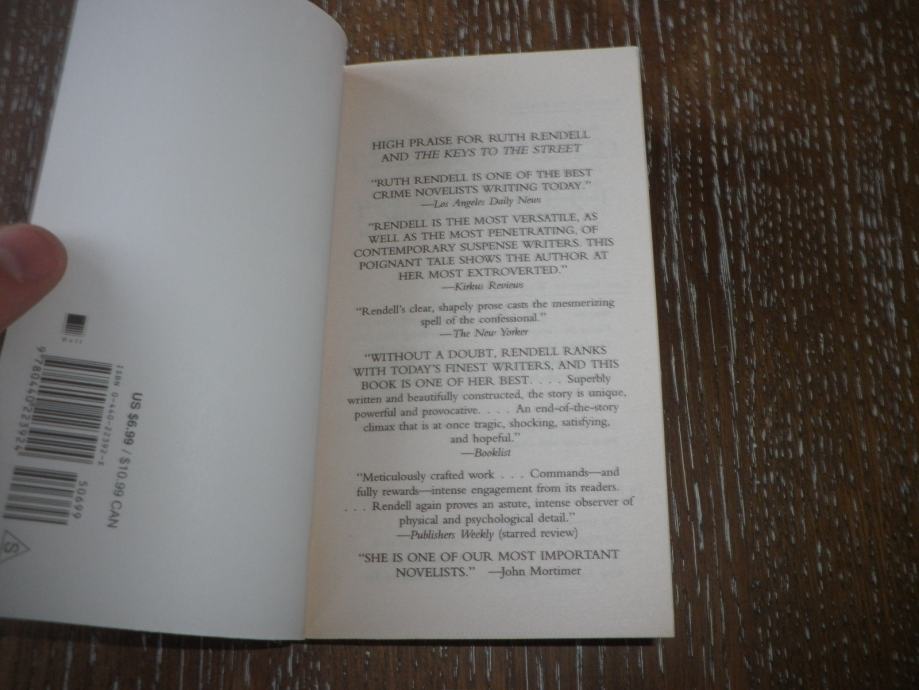 HIGH PRAISE FOR RUTH RENDELL
AND THE KEYS TO THE STREET
“RUTH RENDELL IS ONE OF THE BEST
CRIME NOVELISTS WRITING TODAY.”
—Los Angeles Daily News
“RENDELL IS THE MOST VERSATILE, AS
WELL AS THE MOST PENETRATING, OF
CONTEMPORARY SUSPENSE WRITERS. THIS
POIGNANT TALE SHOWS THE AUTHOR AT
HER MOST EXTROVERTED.”
—Kirkus Reviews
“Rendell’s clear, shapely prose casts the mesmerizing
spell of the confessional.”
—The New Yorker
“WITHOUT A DOUBT, RENDELL RANKS
WITH TODAY’S FINEST WRITERS, AND THIS
BOOK IS ONE OF HER BEST. . . . Superbly
written and beautifully constructed, the story is unique,
powerful and provocative. . . . An end-of-the-story
climax that is at once tragic, shocking, satisfying,
and hopeful.”
—Booklist
“Meticulously crafted work . . . Commands—and
fully rewards—intense engagement from its readers.
. . . Rendell again proves an astute, intense observer of
physical and psychological detail.”
—Publishers Weekly (starred review)
“SHE IS ONE OF OUR MOST IMPORTANT
NOVELISTS.” —John Mortimer
US $6.99 / $10.99 CAN
50699
ISBN 0-440-22392-5
9780440223924
S